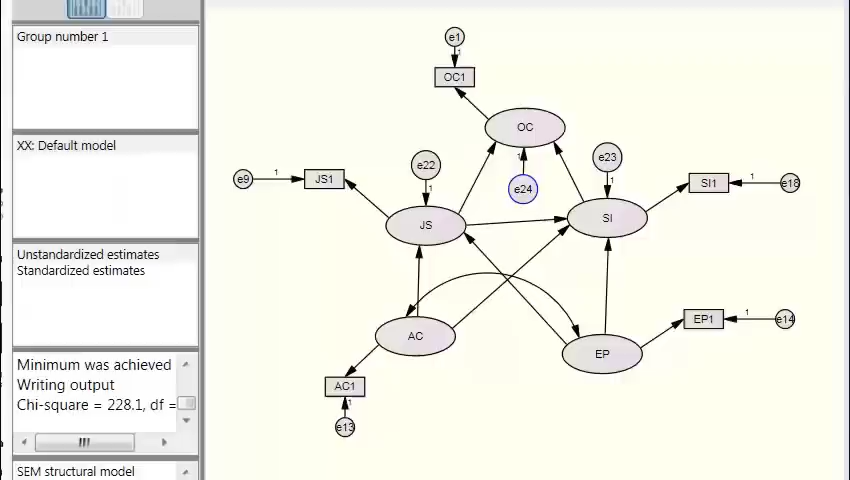 Group number 1
XX: Default model
Unstandardized estimates
Standardized estimates
Minimum was achieved
Writing output
Chi-square = 228.1, df =
SEM structural model
e1
1
OC1
OC
e22
1
e24
1
e23
1
e9
1
JS1
SI1
1
e18
JS
SI
AC
EP
EP1
1
e14
AC1
1
e13